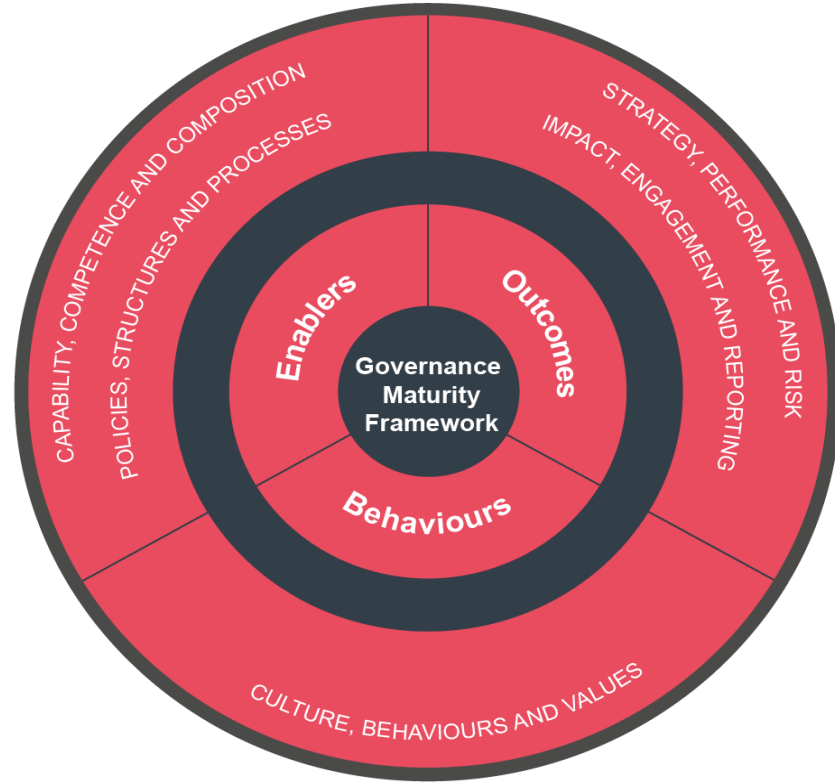 CAPABILITY, COMPETENCE AND COMPOSITION
POLICIES, STRUCTURES AND PROCESSES
STRATEGY, PERFORMANCE AND RISK
IMPACT, ENGAGEMENT AND REPORTING
Enablers
Outcomes
Governance
Maturity
Framework
Behaviours
CULTURE, BEHAVIOURS AND VALUES